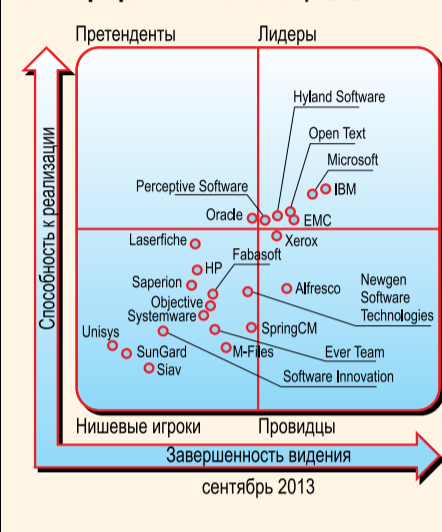 Претенденты
Лидеры
Hyland Software
Open Text
Microsoft
IBM
Perceptive Software
Oracle
EMC
Laserfiche
Xerox
Fabasoft
HP
Saperion
Alfresco
Newgen
Software
Technologies
Objective
Systemware
SpringCM
Unisys
SunGard
M-Files
Ever Team
Siav
Software Innovation
Способность к реализации
Нишевые игроки
Провидцы
Завершенность видения
сентябрь 2013